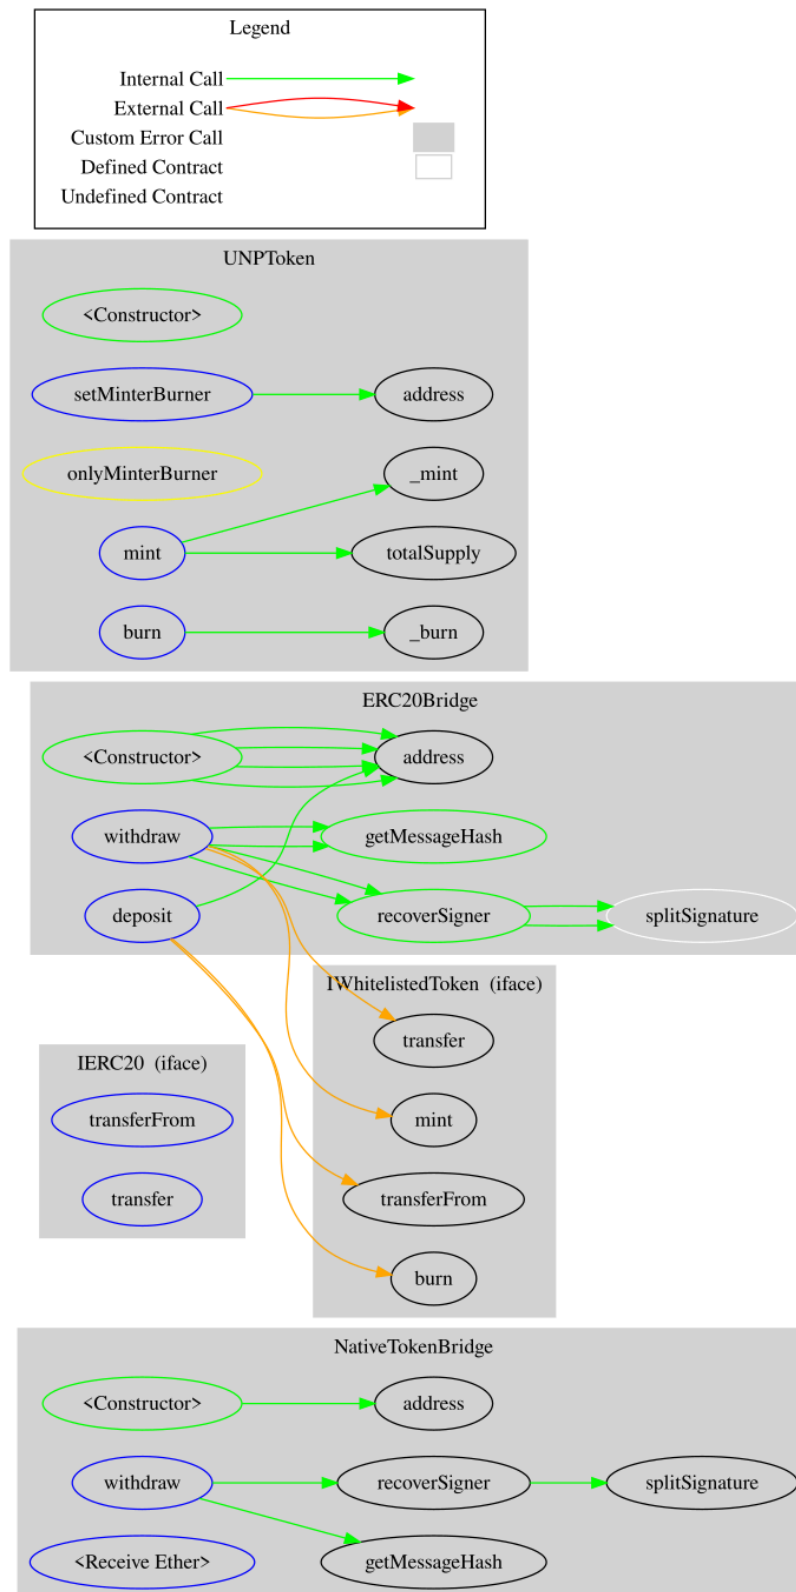 Legend
Internal Call
External Call
Custom Error Call
Defined Contract
Undefined Contract
UNPToken
<Constructor>
setMinterBurner
address
onlyMinterBurner
_mint
mint
totalSupply
burn
_burn
ERC20Bridge
<Constructor>
address
withdraw
getMessageHash
deposit
recoverSigner
splitSignature
IWhitelistedToken (iface)
transfer
IERC20 (iface)
transferFrom
mint
transfer
transferFrom
burn
NativeTokenBridge
<Constructor>
address
withdraw
recoverSigner
splitSignature
<Receive Ether>
getMessageHash